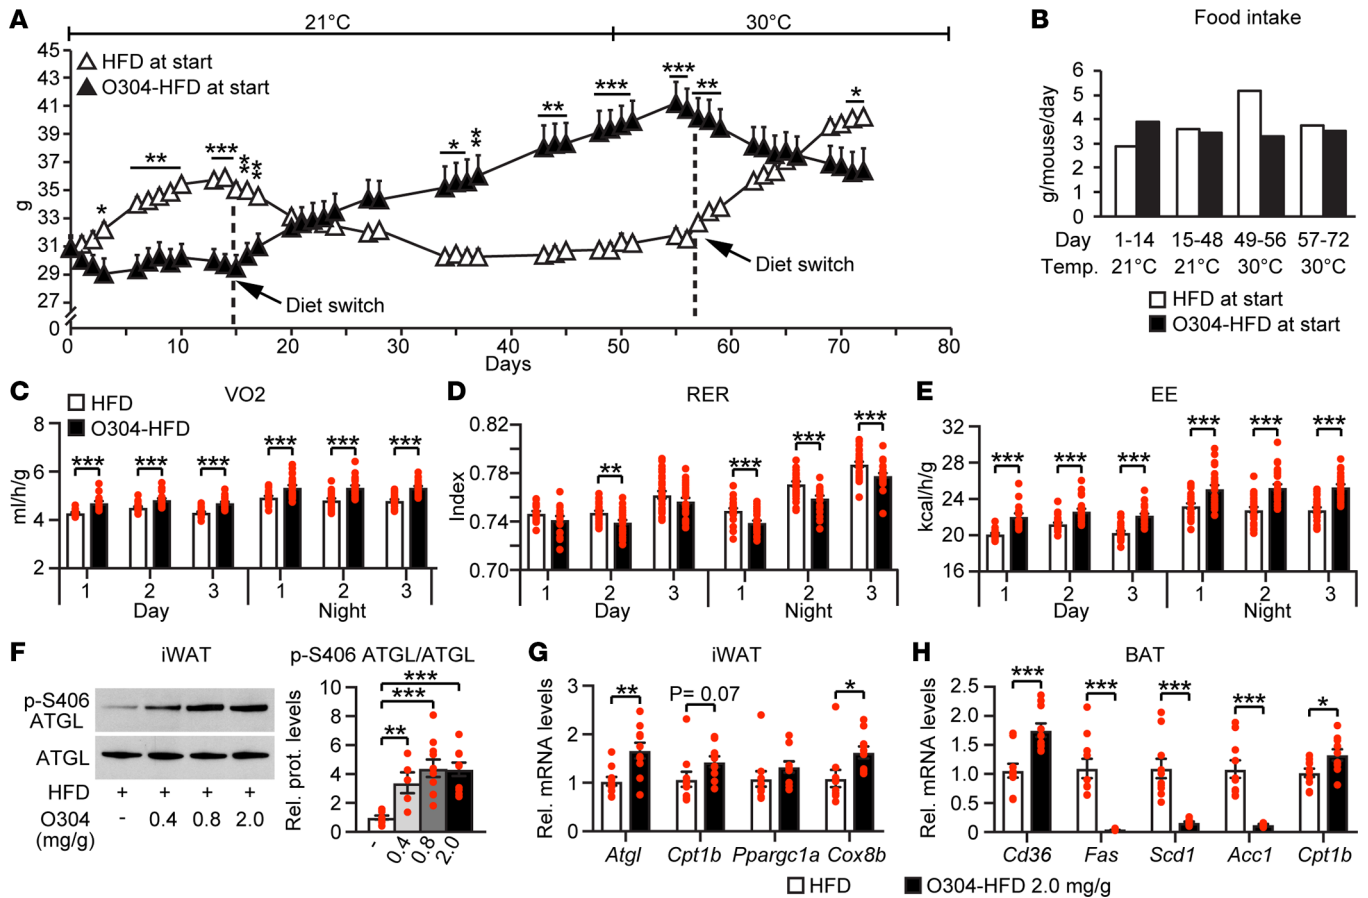 A
21°C
30°C
45
43
41
39
37
35
33
31
29
27
0
g
HFD at start
O304-HFD at start
*
**
***
**
**
*
**
**
***
***
**
*
Diet switch
Diet switch
0 10 20 30 40 50 60 70 80
Days
B
Food intake
g/mouse/day
6
5
4
3
2
1
0
Day 1-14 15-48 49-56 57-72
Temp. 21°C 21°C 30°C 30°C
HFD at start
O304-HFD at start
C
VO2
HFD
O304-HFD
ml/h/g
8
6
4
2
*** *** *** *** *** ***
1 2 3 1 2 3
Day Night
D
RER
Index
0.82
0.78
0.74
0.70
** *** *** ***
1 2 3 1 2 3
Day Night
E
EE
kcal/h/g
28
24
20
16
*** *** *** *** *** ***
1 2 3 1 2 3
Day Night
F
iWAT
p-S406
ATGL
ATGL
HFD + + + +
O304 - 0.4 0.8 2.0
(mg/g)
p-S406 ATGL/ATGL
Rel. prot. levels
10
8
6
4
2
0
***
***
**
- 0.4 0.8 2.0
G
iWAT
Rel. mRNA levels
3
2
1
0
** P= 0.07 *
Atgl Cpt1b Ppargc1a Cox8b
H
BAT
Rel. mRNA levels
2.5
2.0
1.5
1.0
0.5
0
*** *** *** *** *
Cd36 Fas Scd1 Acc1 Cpt1b
HFD O304-HFD 2.0 mg/g